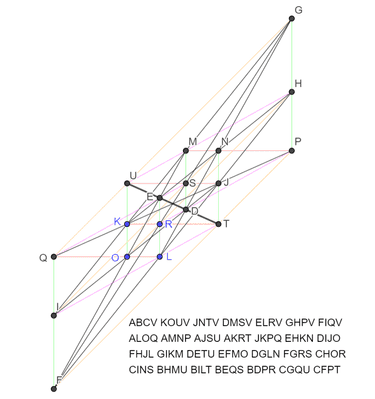 G
H
M N P
U S J
E
D
K R T
Q O L
I
F
ABCV KOUV JNTV DMSV ELRV GHPV FIQV
ALOQ AMNP AJSU AKRT JKPQ EHKN DIJO
FHJL GIKM DETU EFMO DGLN FGRS CHOR
CINS BHMU BILT BEQS BDPR CGQU CFPT